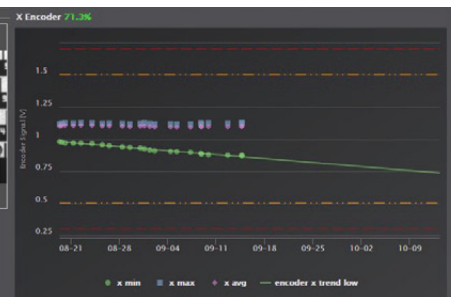 X Encoder 71.3%
Encoder Signal [V]
1.5
1.25
1
0.75
0.5
0.25
08-21 08-28 09-04 09-11 09-18 09-25 10-02 10-09
x min x max x avg encoder x trend low